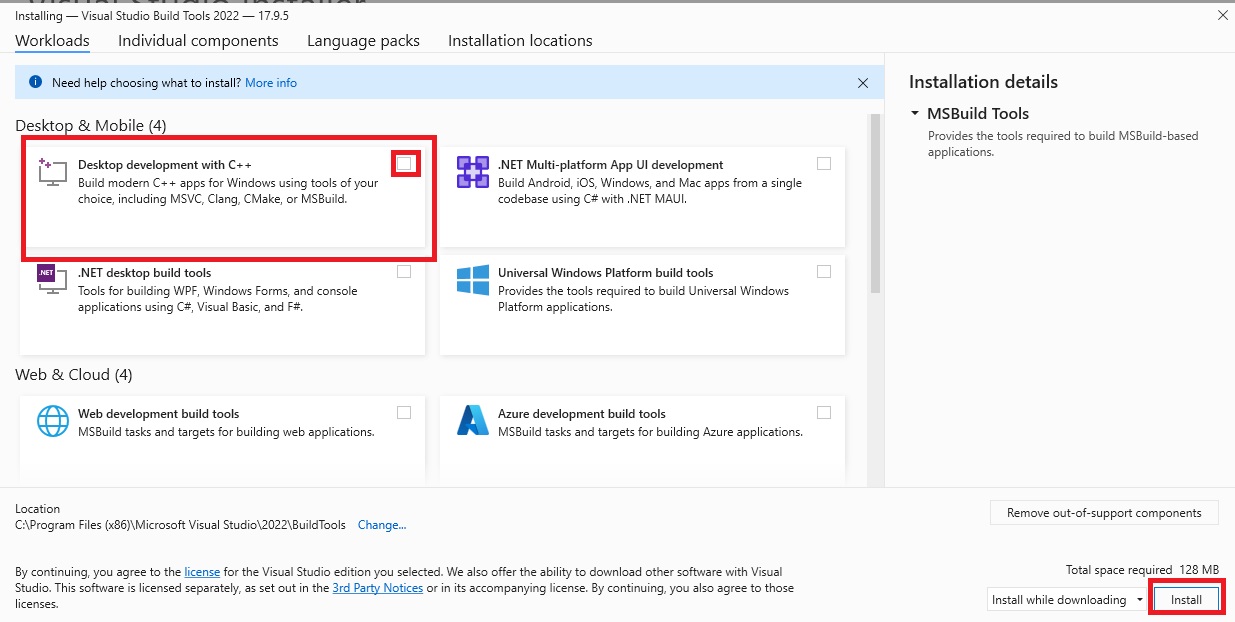 Visual Studio Installer
Installing — Visual Studio Build Tools 2022 — 17.9.5
Workloads
Individual components
Language packs
Installation locations
Need help choosing what to install? More info
Desktop & Mobile (4)
Desktop development with C++
Build modern C++ apps for Windows using tools of your
choice, including MSVC, Clang, CMake, or MSBuild.
.NET Multi-platform App UI development
Build Android, iOS, Windows, and Mac apps from a single
codebase using C# with .NET MAUI.
.NET
.NET desktop build tools
Tools for building WPF, Windows Forms, and console
applications using C#, Visual Basic, and F#.
Universal Windows Platform build tools
Provides the tools required to build Universal Windows
Platform applications.
Web & Cloud (4)
Web development build tools
MSBuild tasks and targets for building web applications.
Azure development build tools
MSBuild tasks and targets for building Azure applications.
Installation details
MSBuild Tools
Provides the tools required to build MSBuild-based
applications.
Location
C:\Program Files (x86)\Microsoft Visual Studio\2022\BuildTools Change...
Remove out-of-support components
By continuing, you agree to the license for the Visual Studio edition you selected. We also offer the ability to download other software with Visual
Studio. This software is licensed separately, as set out in the 3rd Party Notices or in its accompanying license. By continuing, you also agree to those
licenses.
Total space required 128 MB
Install while downloading
Install